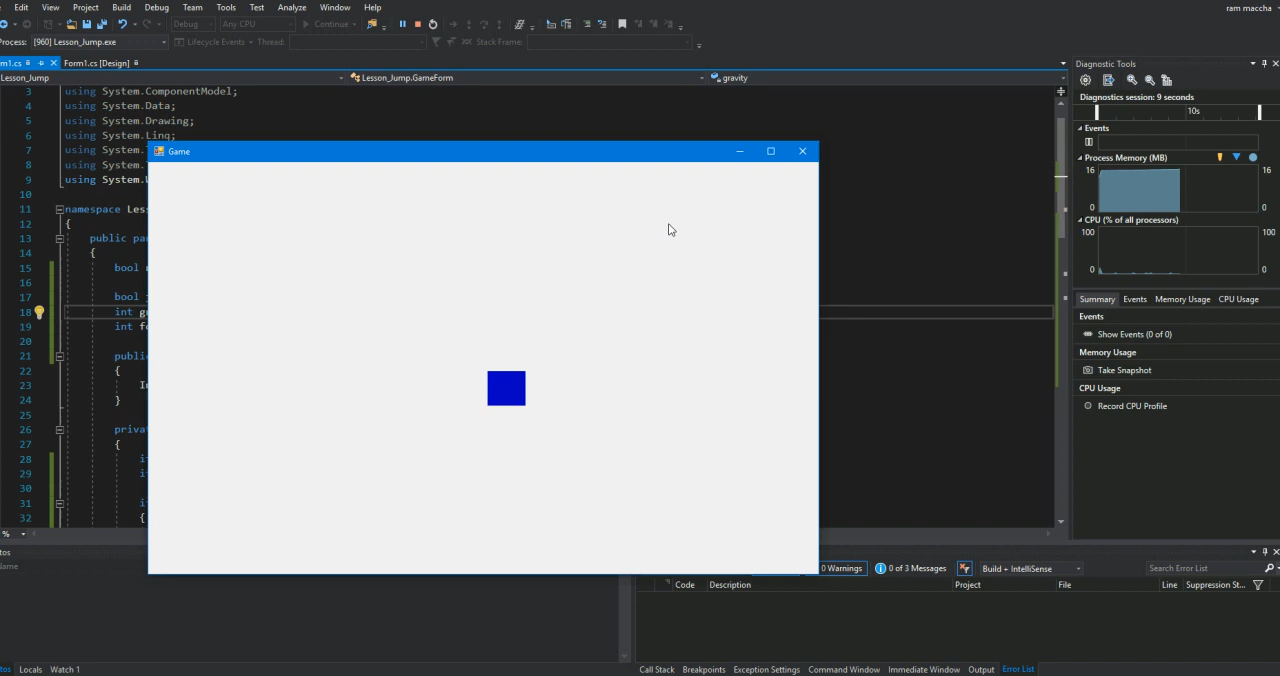 Edit View Project Build Debug Team Tools Test Analyze Window Help ram maccha
Debug Any CPU Continue
Process: [960] Lesson_Jump.exe Lifecycle Events Thread: Stack Frame:
m1.cs Form1.cs [Design]
Lesson_Jump Lesson_Jump.GameForm gravity
3 using System.ComponentModel;
4 using System.Data;
5 using System.Drawing;
6 using System.Linq;
7 using System.
8 using System.
9 using System.W
10
11 namespace Less
12 {
13 public pa
14 {
15 bool
16
17 bool j
18 int g
19 int fo
20
21 public
22 {
23 In
24 }
25
26 privat
27 {
28 i
29 i
30
31 i
32 {
Game
Diagnostic Tools
Diagnostics session: 9 seconds
10s
Events
Process Memory (MB)
16 16
0 0
CPU (% of all processors)
100 100
0 0
Summary Events Memory Usage CPU Usage
Events
Show Events (0 of 0)
Memory Usage
Take Snapshot
CPU Usage
Record CPU Profile
%
tos
Name
0 Warnings 0 of 3 Messages Build + IntelliSense Search Error List
Code Description Project File Line Suppression St...
tos Locals Watch 1
Call Stack Breakpoints Exception Settings Command Window Immediate Window Output Error List